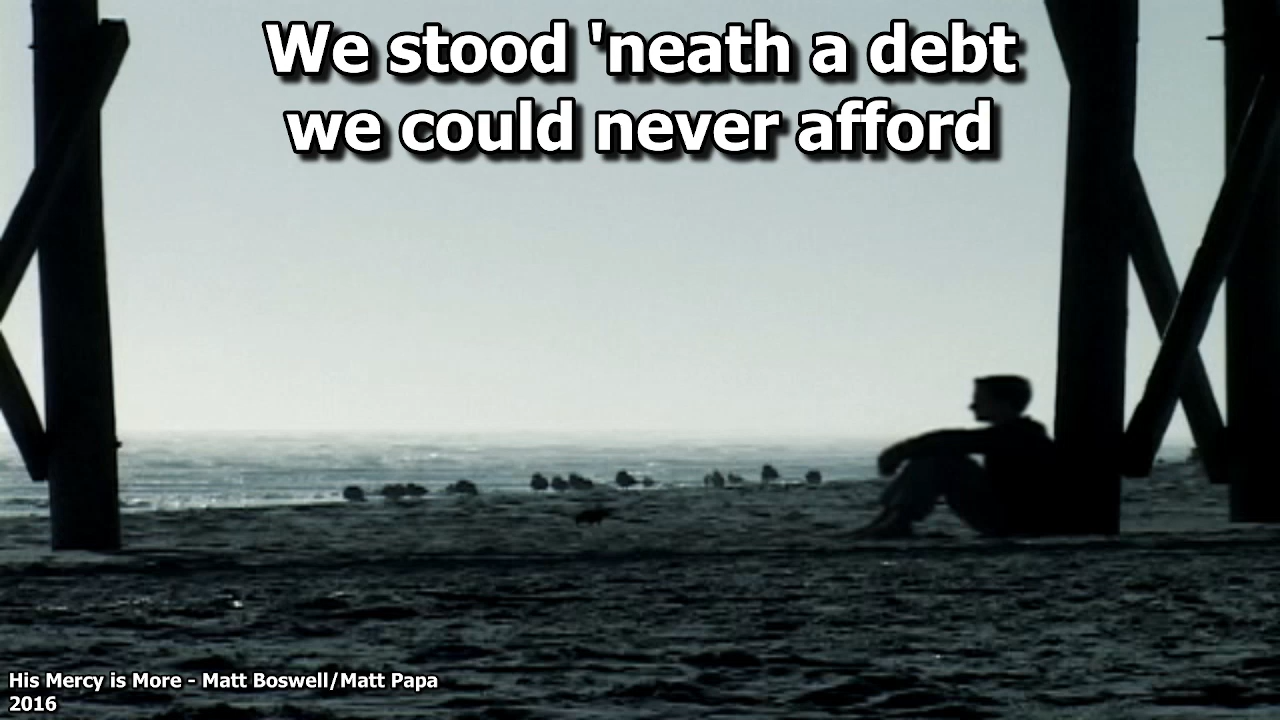 We stood 'neath a debt
we could never afford
His Mercy is More - Matt Boswell/Matt Papa
2016